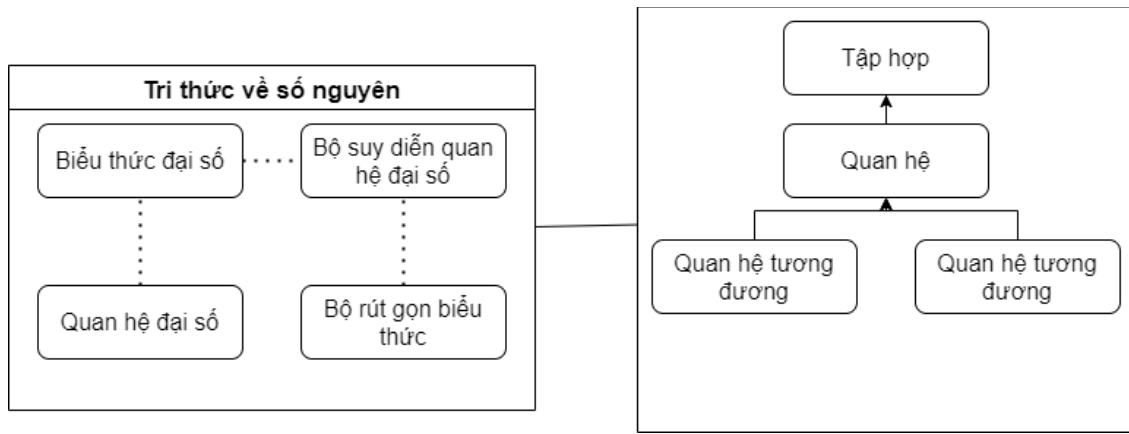 Tri thức về số nguyên
Biểu thức đại số
Bộ suy diễn quan
hệ đại số
Quan hệ đại số
Bộ rút gọn biểu
thức
Tập hợp
Quan hệ
Quan hệ tương
đương
Quan hệ tương
đương